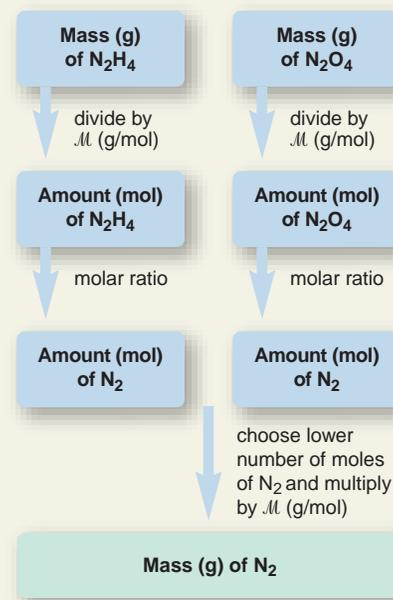 Mass (g)
of N₂H₄
Mass (g)
of N₂O₄
divide by
ℳ (g/mol)
divide by
ℳ (g/mol)
Amount (mol)
of N₂H₄
Amount (mol)
of N₂O₄
molar ratio
molar ratio
Amount (mol)
of N₂
Amount (mol)
of N₂
choose lower
number of moles
of N₂ and multiply
by ℳ (g/mol)
Mass (g) of N₂